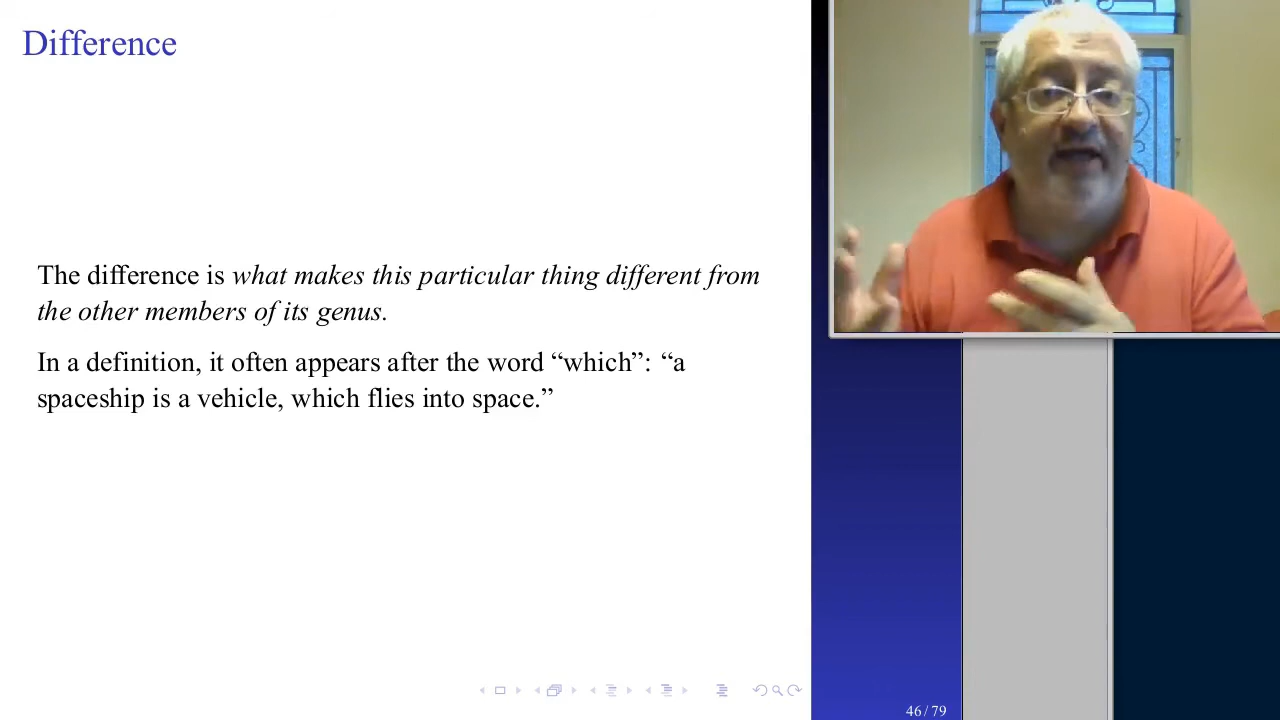 Difference
The difference is what makes this particular thing different from
the other members of its genus.
In a definition, it often appears after the word “which”: “a
spaceship is a vehicle, which flies into space.”
46 / 79